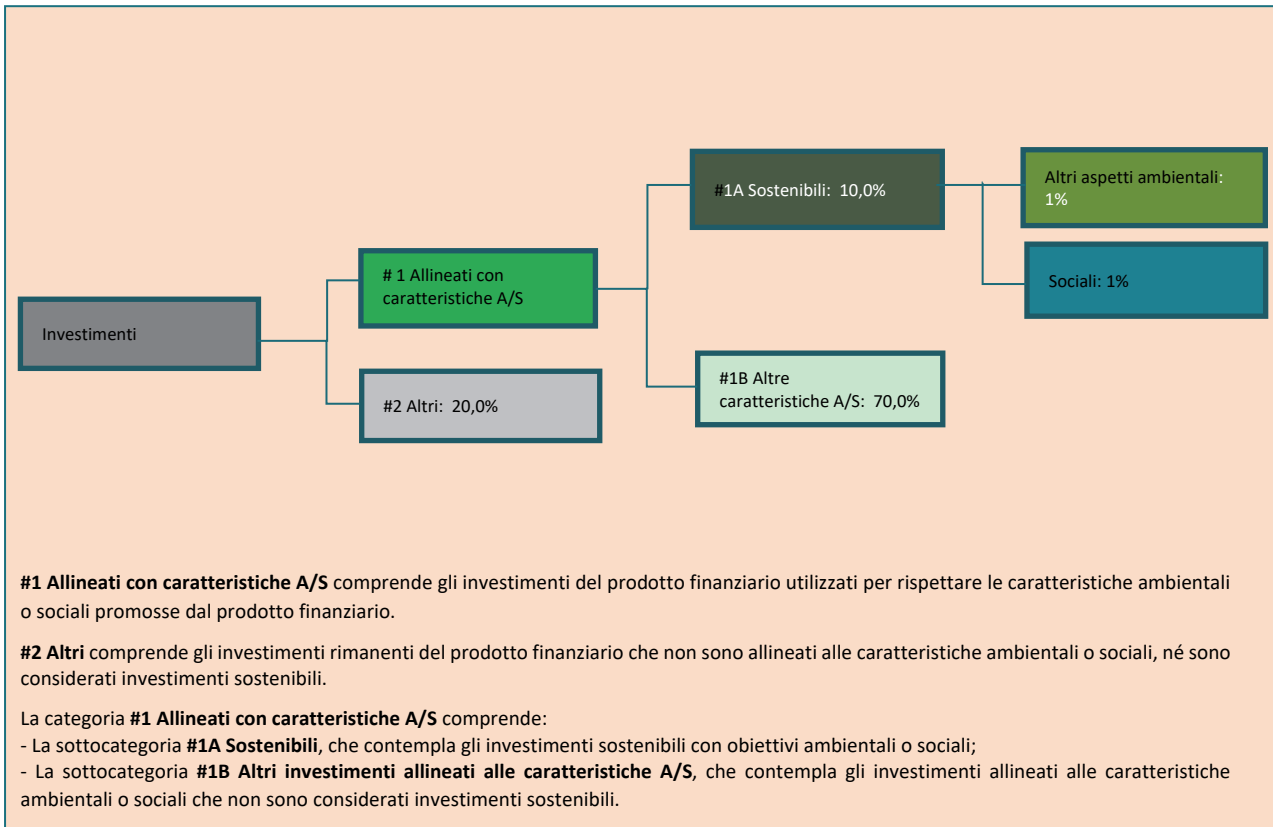 #1A Sostenibili:  10,0%
Altri aspetti ambientali:
1%
# 1 Allineati con
caratteristiche A/S
Sociali: 1%
Investimenti
#2 Altri:  20,0%
#1B Altre
caratteristiche A/S:  70,0%
#1 Allineati con caratteristiche A/S comprende gli investimenti del prodotto finanziario utilizzati per rispettare le caratteristiche ambientali
o sociali promosse dal prodotto finanziario.
#2 Altri comprende gli investimenti rimanenti del prodotto finanziario che non sono allineati alle caratteristiche ambientali o sociali, né sono
considerati investimenti sostenibili.
La categoria #1 Allineati con caratteristiche A/S comprende:
- La sottocategoria #1A Sostenibili, che contempla gli investimenti sostenibili con obiettivi ambientali o sociali;
- La sottocategoria #1B Altri investimenti allineati alle caratteristiche A/S, che contempla gli investimenti allineati alle caratteristiche
ambientali o sociali che non sono considerati investimenti sostenibili.